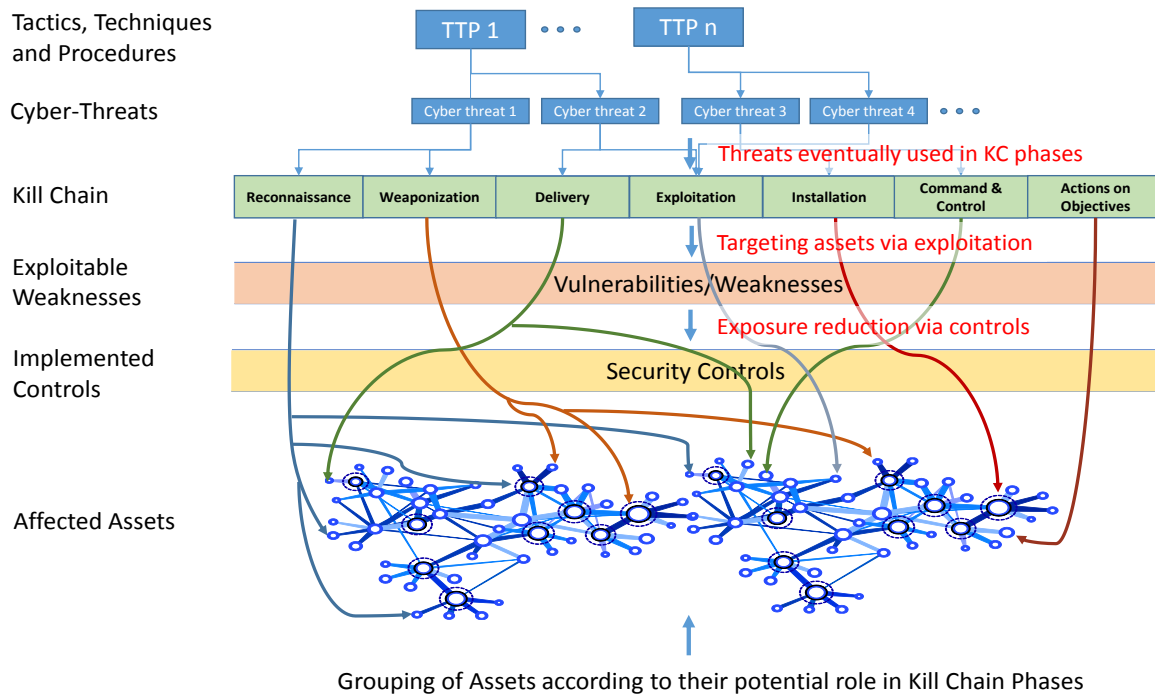 Tactics, Techniques
and Procedures
TTP 1
TTP n
Cyber-Threats
Cyber threat 1
Cyber threat 2
Cyber threat 3
Cyber threat 4
Threats eventually used in KC phases
Kill Chain
Reconnaissance
Weaponization
Delivery
Exploitation
Installation
Command &
Control
Actions on
Objectives
Targeting assets via exploitation
Exploitable
Weaknesses
Vulnerabilities/Weaknesses
Exposure reduction via controls
Implemented
Controls
Security Controls
Affected Assets
Grouping of Assets according to their potential role in Kill Chain Phases